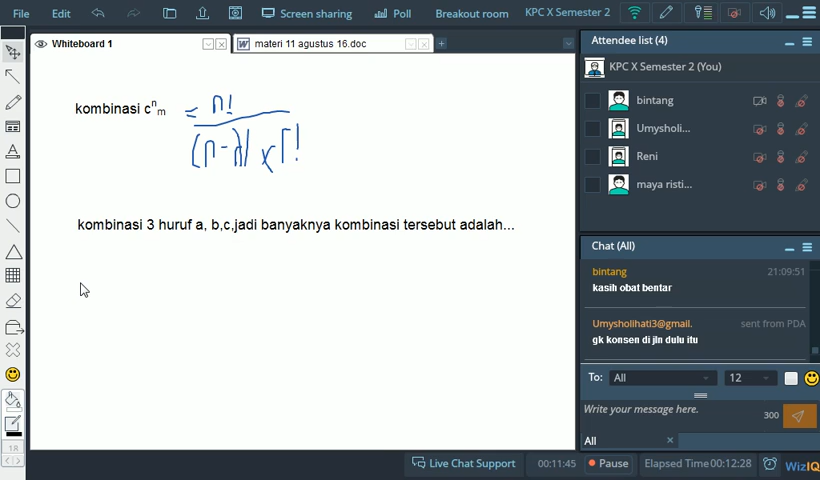 File Edit Screen sharing Poll Breakout room KPC X Semester 2
Whiteboard 1 materi 11 agustus 16.doc
Attendee list (4)
KPC X Semester 2 (You)
bintang
Umysholi...
Reni
maya risti...
kombinasi cⁿₘ = n!
(n-r)! x r!
kombinasi 3 huruf a, b,c,jadi banyaknya kombinasi tersebut adalah...
Chat (All)
bintang 21:09:51
kasih obat bentar
Umysholihati3@gmail. sent from PDA
gk konsen di jln dulu itu
To: All 12
Write your message here. 300
All
Live Chat Support 00:11:45 Pause Elapsed Time 00:12:28 WizIQ